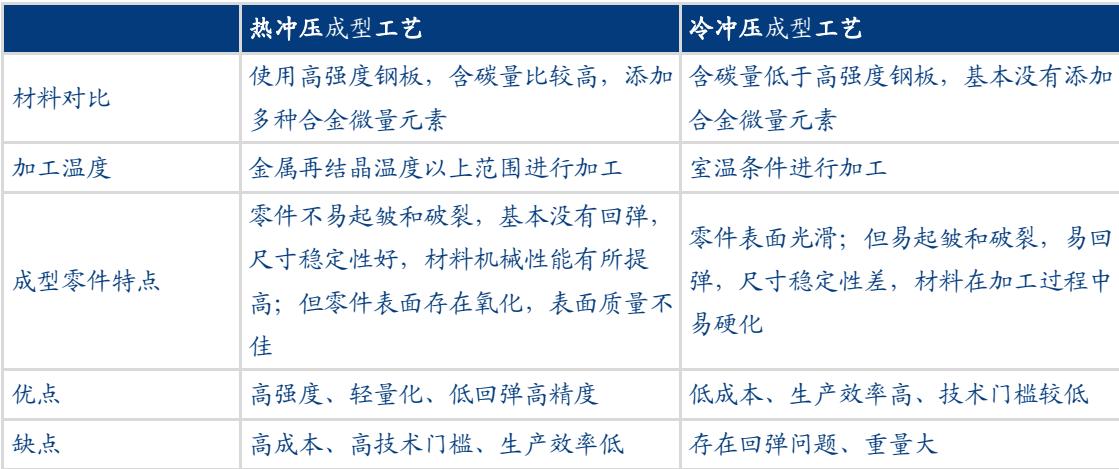 热冲压成型工艺
冷冲压成型工艺
材料对比
使用高强度钢板，含碳量比较高，添加
多种合金微量元素
含碳量低于高强度钢板，基本没有添加
合金微量元素
加工温度
金属再结晶温度以上范围进行加工
室温条件进行加工
成型零件特点
零件不易起皱和破裂，基本没有回弹，
尺寸稳定性好，材料机械性能有所提
高；但零件表面存在氧化，表面质量不
佳
零件表面光滑；但易起皱和破裂，易回
弹，尺寸稳定性差，材料在加工过程中
易硬化
优点
高强度、轻量化、低回弹高精度
低成本、生产效率高、技术门槛较低
缺点
高成本、高技术门槛、生产效率低
存在回弹问题、重量大